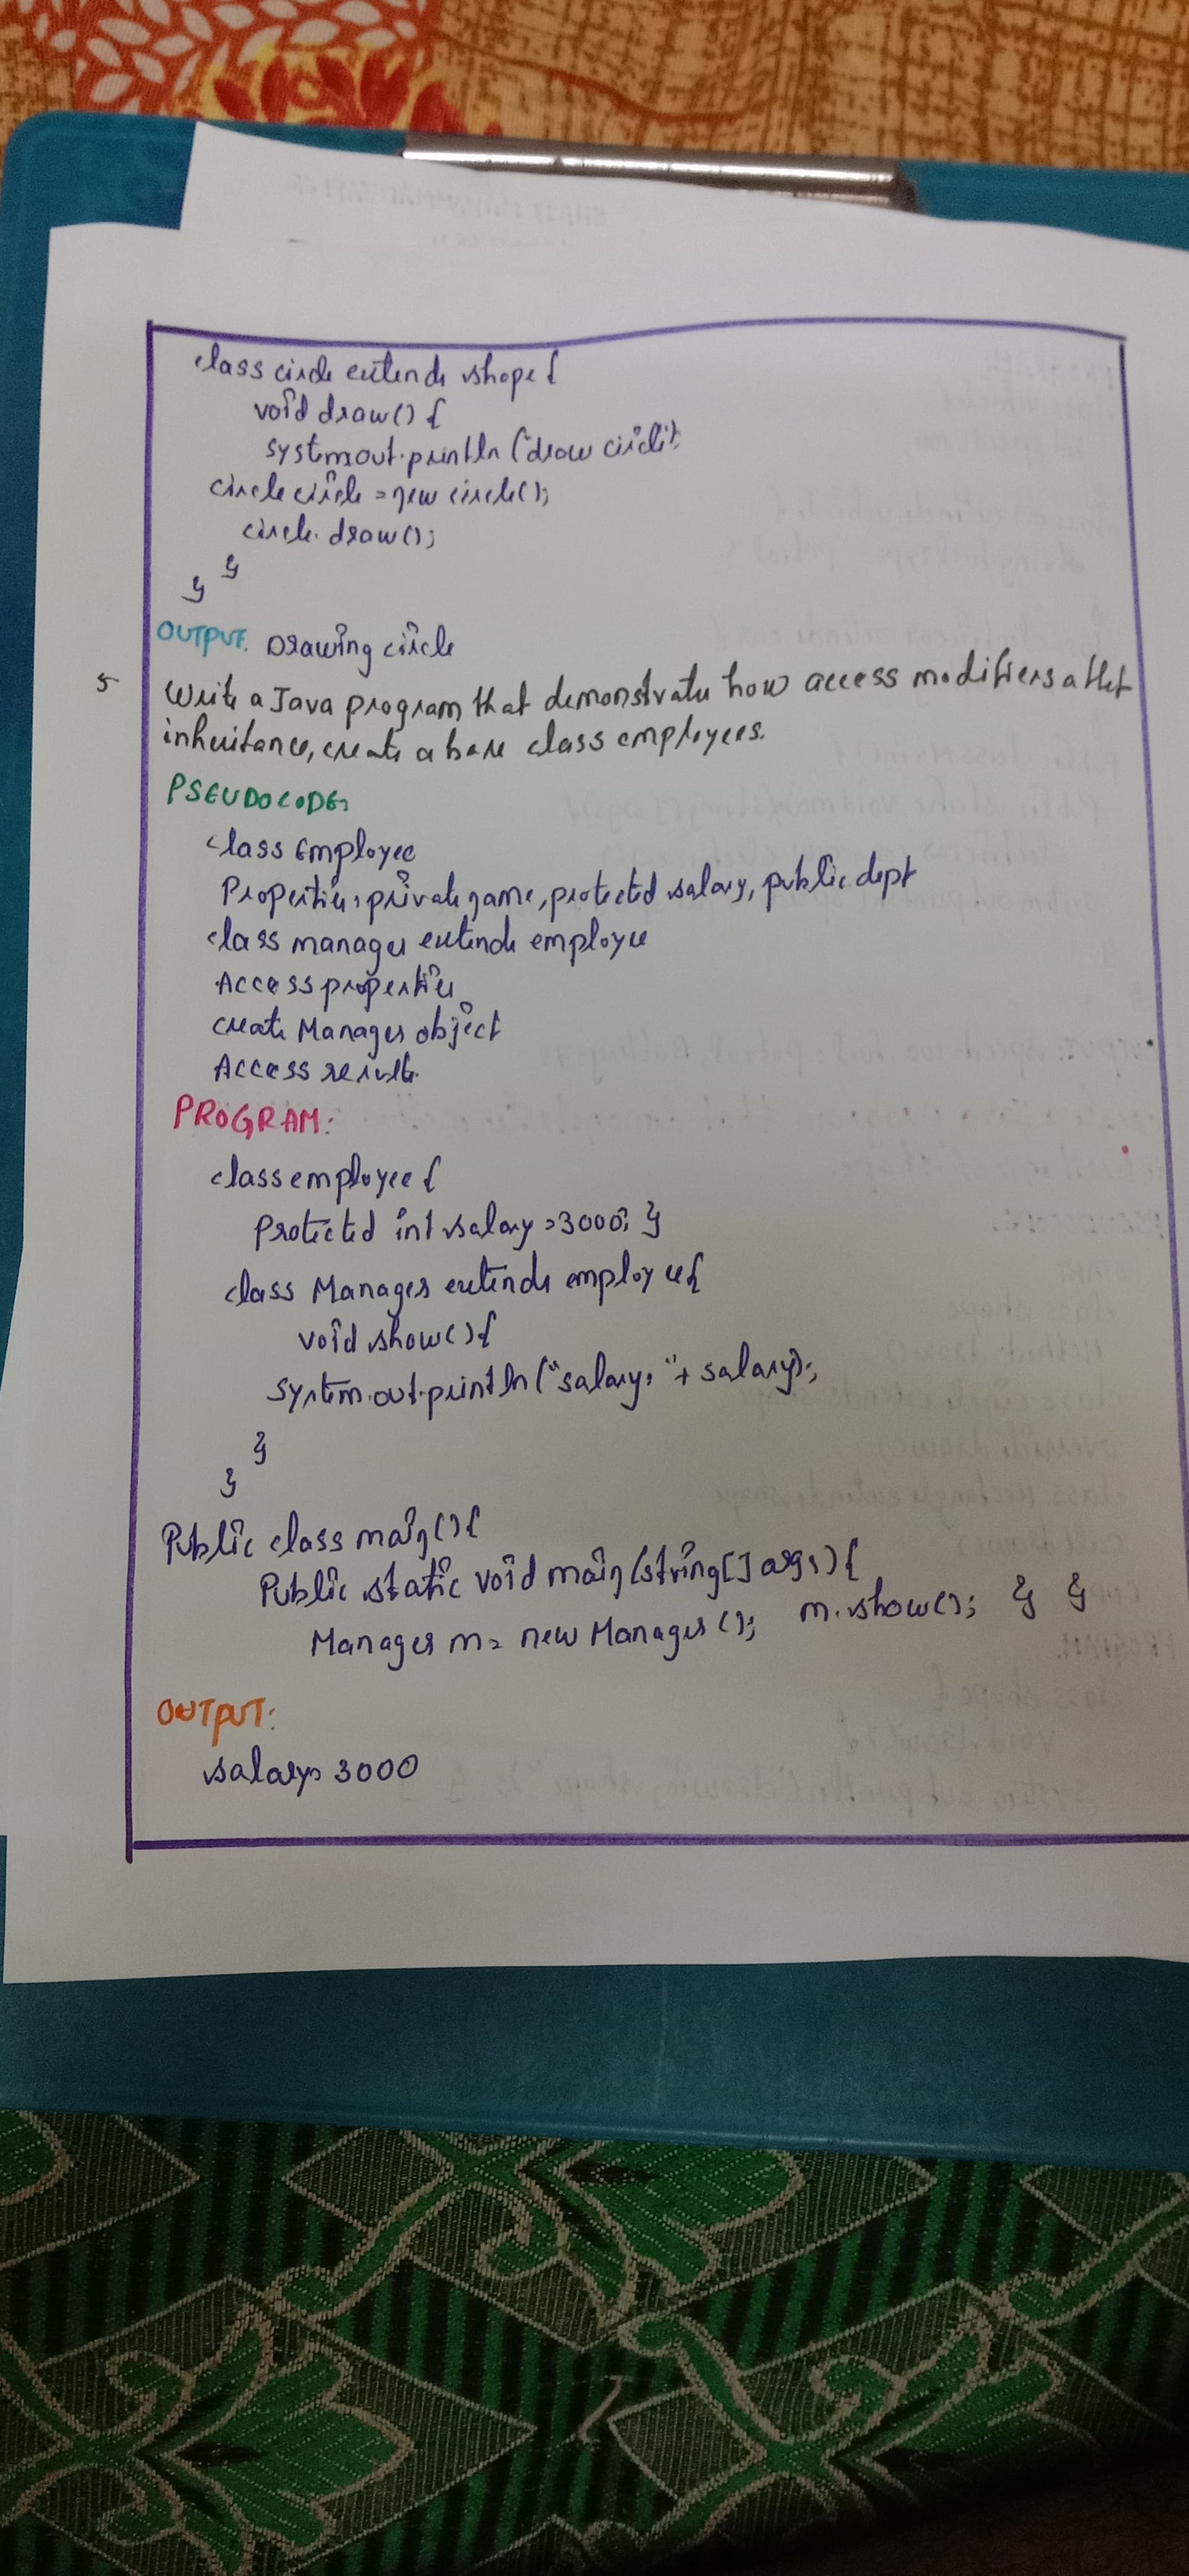 class circle extends shope {
void draw() {
system.out.println ("draw circle");
circle circle = new circle();
circle.draw();
}
}
OUTPUT: Drawing circle
5 Write a Java program that demonstrate how access modifiers affet
inheritance, create a base class employees.
PSEUDOCODE:
class Employee
Properties: private name, protected salary, public dept
class manager extends employee
Access properties
create Manager object
Access results
PROGRAM:
class employee {
Protected int salary = 3000; }
class Manager extends employee {
void show() {
system.out.println ("salary: " + salary);
}
}
Public class main() {
Public static void main (string[] args) {
Manager m = new Manager(); m.show(); } }
OUTPUT:
salary: 3000